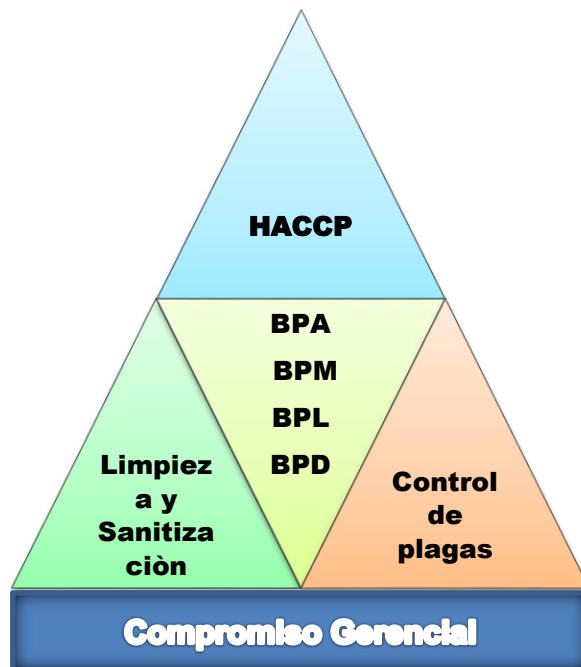 HACCP
BPA
BPM
BPL
BPD
Limpiez
a y
Sanitiza
ciòn
Control
de
plagas
Compromiso Gerencial